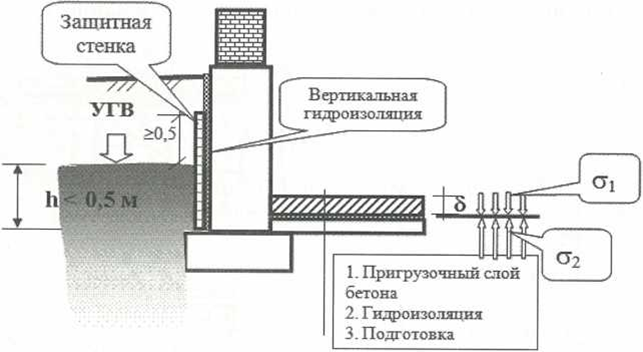 Защитная
стенка
УГВ
≥0,5
Вертикальная
гидроизоляция
h < 0,5 м
δ
σ1
σ2
1. Пригрузочный слой
бетона
2. Гидроизоляция
3. Подготовка